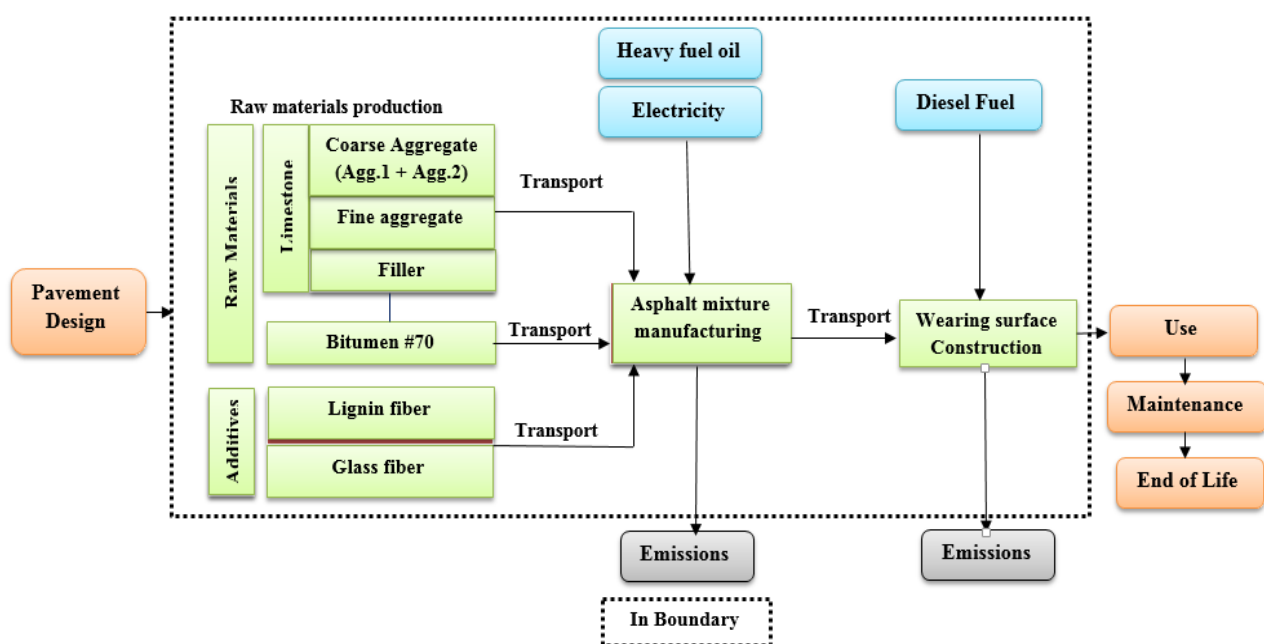 Heavy fuel oil
Raw materials production
Electricity
Diesel Fuel
Raw Materials
Limestone
Coarse Aggregate
(Agg.1 + Agg.2)
Transport
Fine aggregate
Filler
Pavement
Design
Bitumen #70
Transport
Asphalt mixture
manufacturing
Transport
Wearing surface
Construction
Use
Additives
Lignin fiber
Transport
Glass fiber
Maintenance
End of Life
Emissions
Emissions
In Boundary